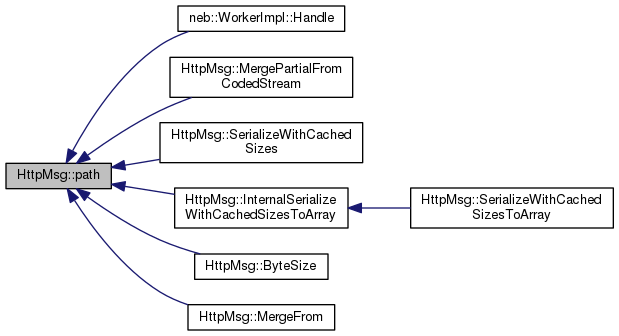 neb::WorkerImpl::Handle
HttpMsg::MergePartialFrom
CodedStream
HttpMsg::SerializeWithCached
Sizes
HttpMsg::path
HttpMsg::InternalSerialize
WithCachedSizesToArray
HttpMsg::SerializeWithCached
SizesToArray
HttpMsg::ByteSize
HttpMsg::MergeFrom